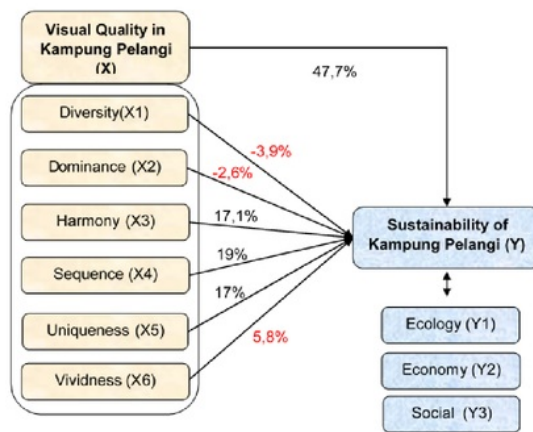 Visual Quality in
Kampung Pelangi
(X)
47,7%
Diversity(X1)
-3,9%
Dominance (X2)
-2,6%
Harmony (X3)
17,1%
Sequence (X4)
19%
Uniqueness (X5)
17%
Vividness (X6)
5,8%
Sustainability of
Kampung Pelangi (Y)
Ecology (Y1)
Economy (Y2)
Social (Y3)